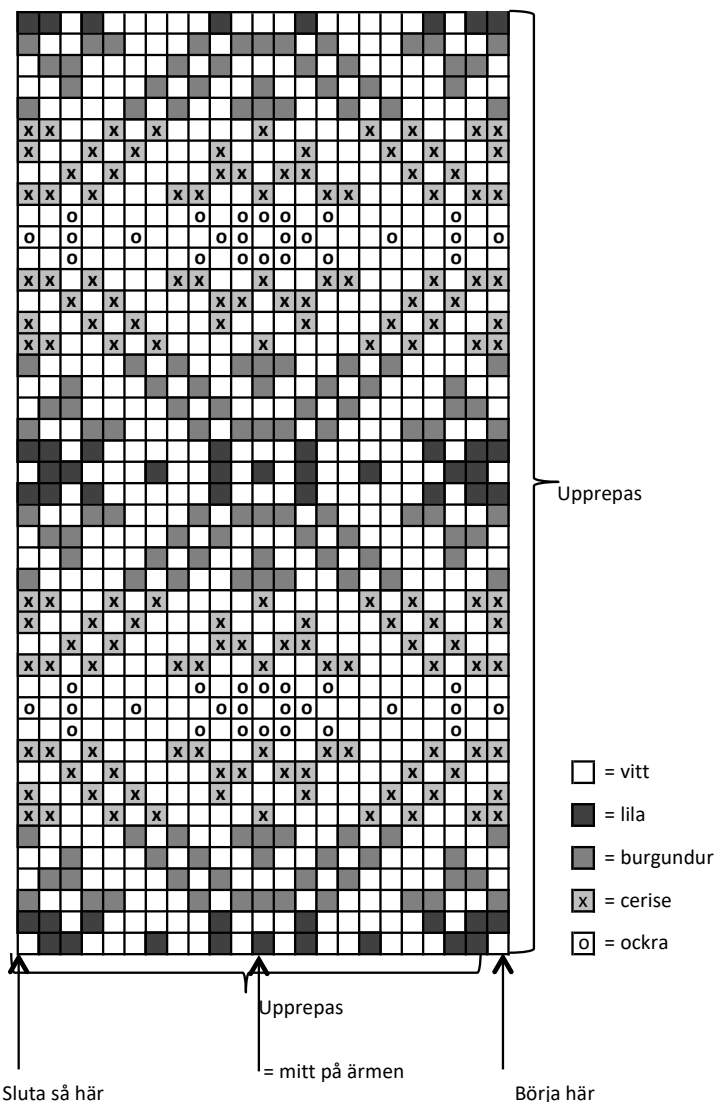 Upprepas
= vitt
= lila
= burgundur
x = cerise
o = ockra
Upprepas
= mitt på ärmen
Sluta så här
Börja här